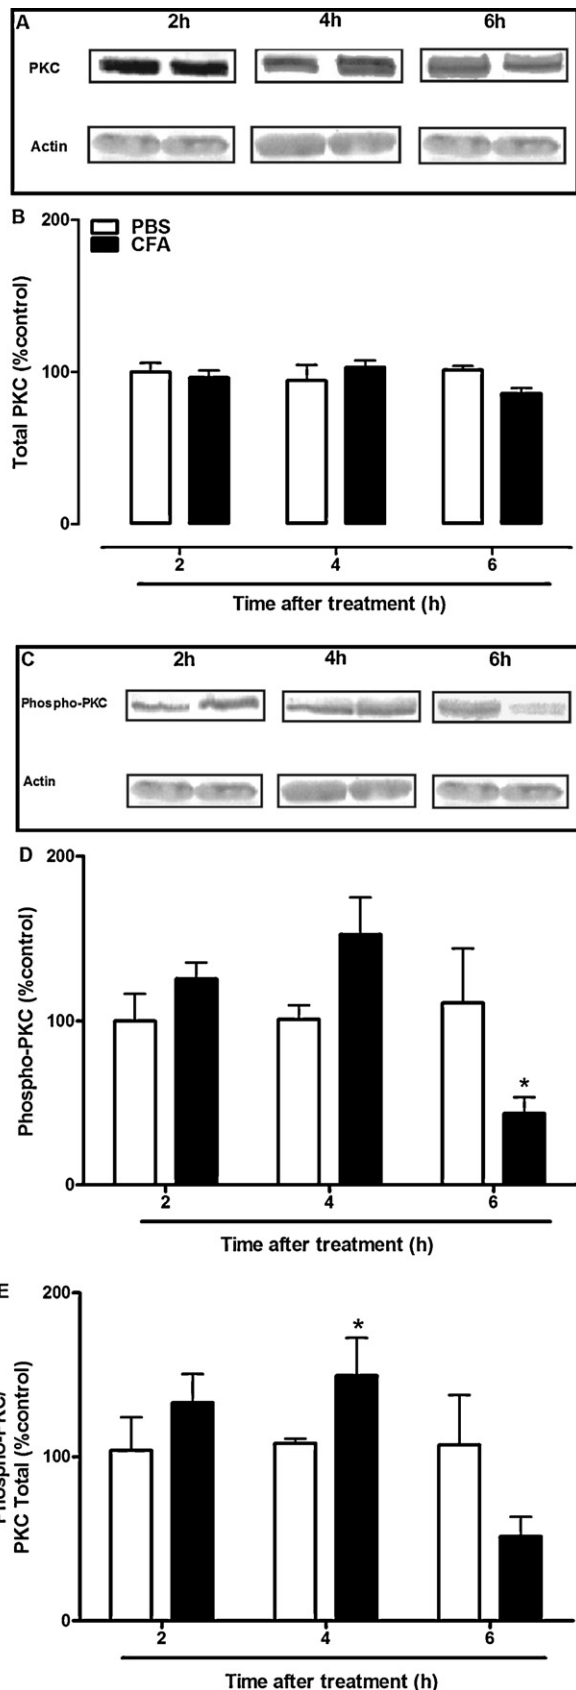 A 2h 4h 6h
PKC
Actin
B
200
PBS
CFA
100
0
Total PKC (%control)
2 4 6
Time after treatment (h)
C 2h 4h 6h
Phospho-PKC
Actin
D
200
100
0
Phospho-PKC (%control)
*
2 4 6
Time after treatment (h)
E
200
100
0
Phospho-PKC/
PKC Total (%control)
*
2 4 6
Time after treatment (h)